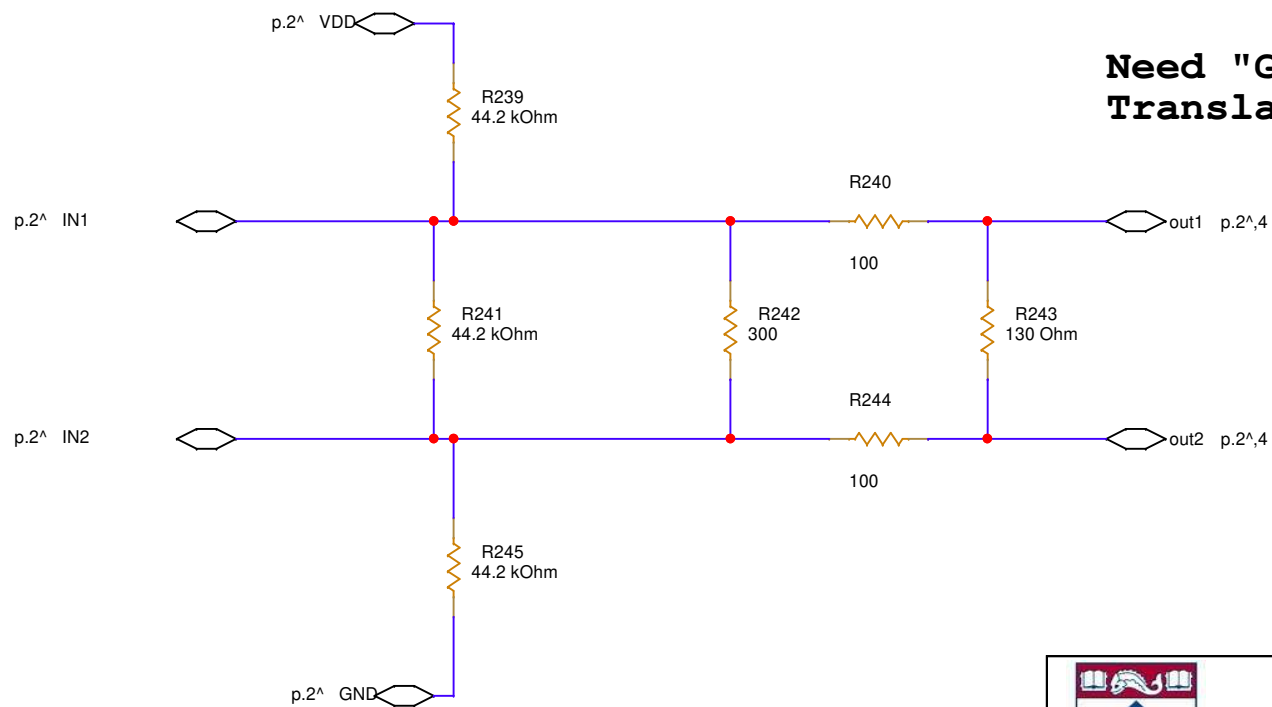 p.2^ VDD
Need "G
Transla
R239
44.2 kOhm
R240
p.2^ IN1
out1 p.2^,4
100
R241
44.2 kOhm
R242
300
R243
130 Ohm
R244
p.2^ IN2
out2 p.2^,4
100
R245
44.2 kOhm
p.2^ GND